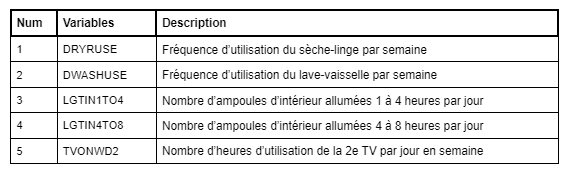 Num Variables Description
1 DRYRUSE Fréquence d'utilisation du sèche-linge par semaine
2 DWASHUSE Fréquence d'utilisation du lave-vaisselle par semaine
3 LGTIN1TO4 Nombre d'ampoules d'intérieur allumées 1 à 4 heures par jour
4 LGTIN4TO8 Nombre d'ampoules d'intérieur allumées 4 à 8 heures par jour
5 TVONWD2 Nombre d'heures d'utilisation de la 2e TV par jour en semaine